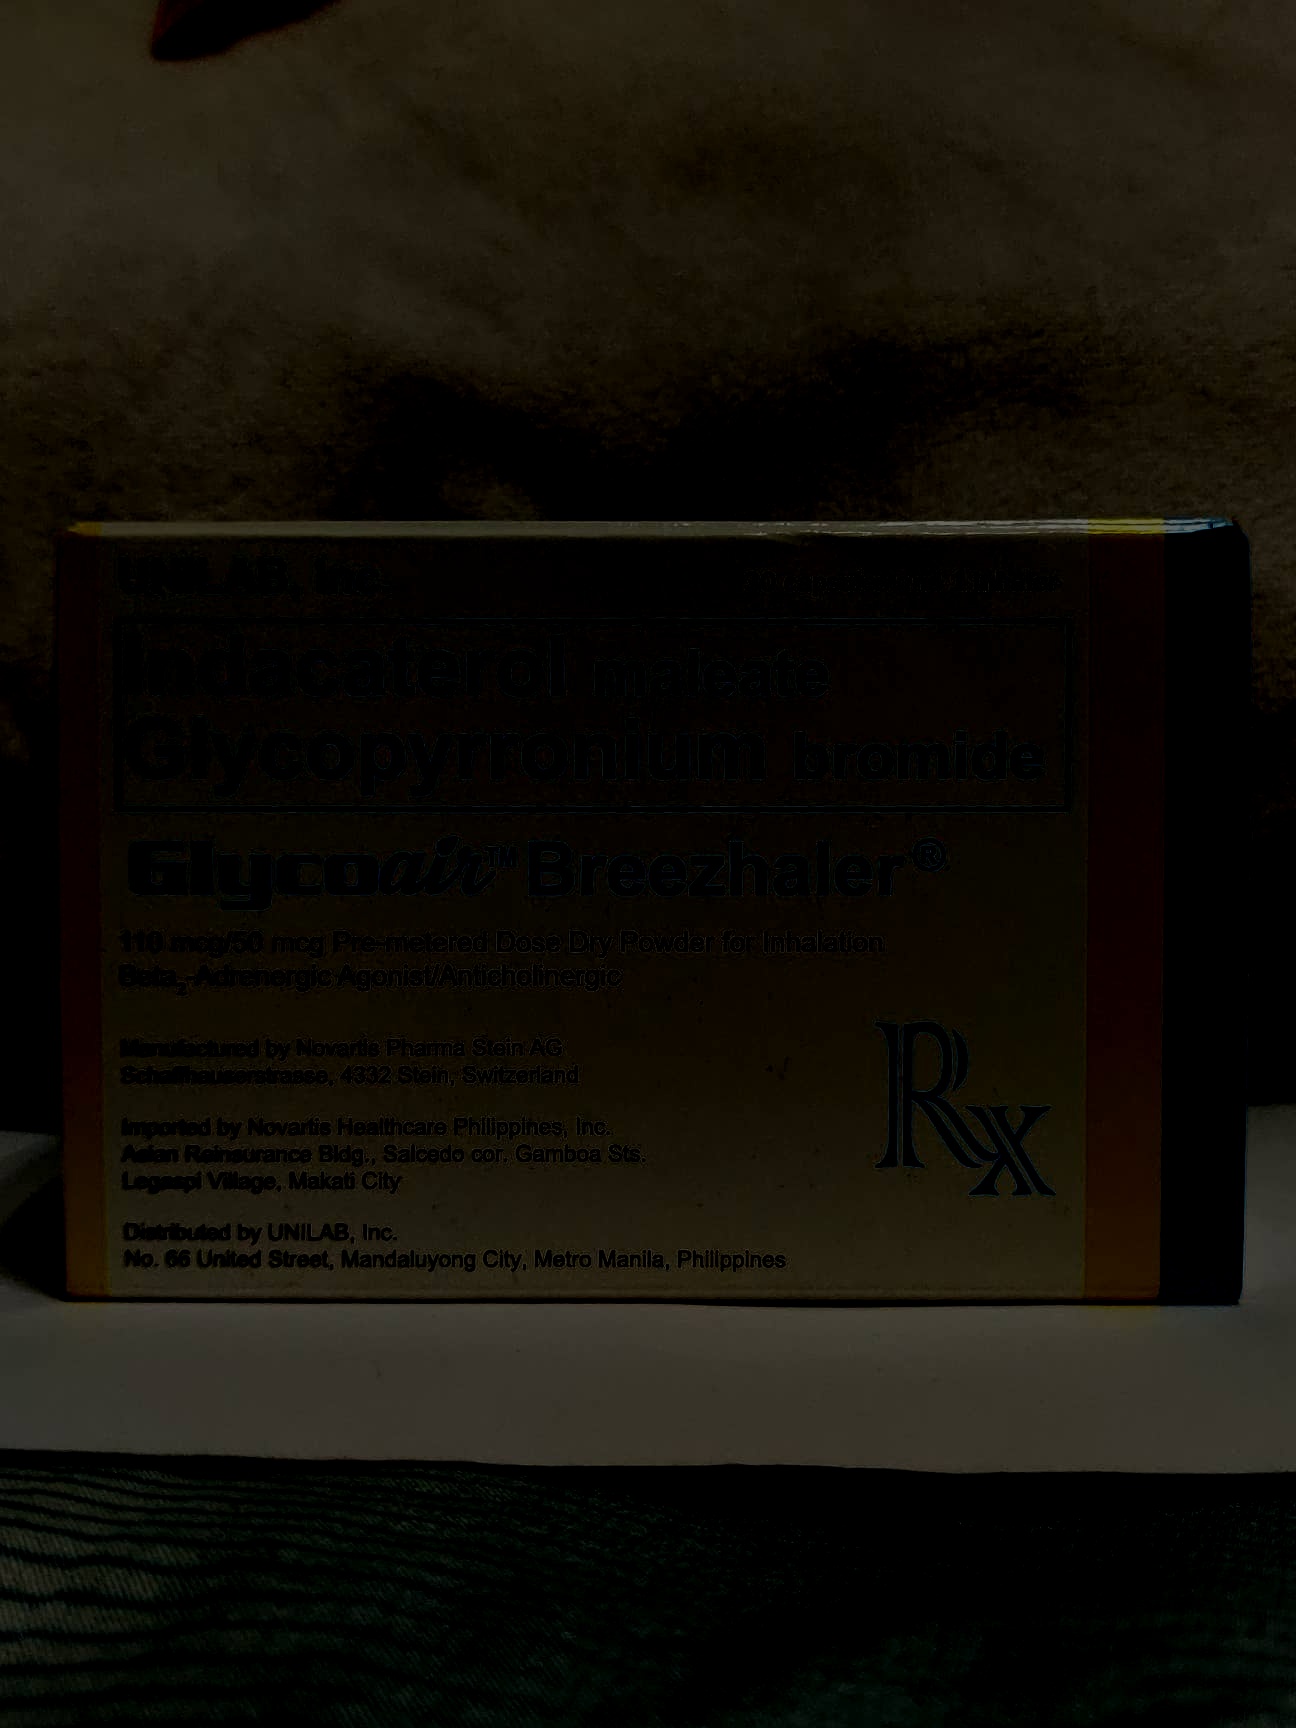 UNILAB, Inc.
Indacaterol maleate
Glycopyrronium bromide
Glycoair™ Breezhaler®
110 mcg/50 mcg Pre-metered Dose Dry Powder for Inhalation
Beta₂-Adrenergic Agonist/Anticholinergic
Manufactured by Novartis Pharma Stein AG
Schaffhauserstrasse, 4332 Stein, Switzerland
Rx
Imported by Novartis Healthcare Philippines, Inc.
Asian Reinsurance Bldg., Salcedo cor. Gamboa Sts.
Legaspi Village, Makati City
Distributed by UNILAB, Inc.
No. 66 United Street, Mandaluyong City, Metro Manila, Philippines